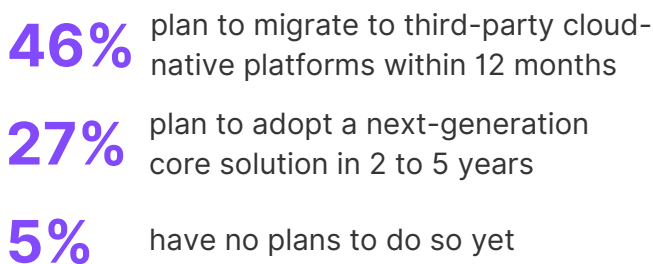 46% plan to migrate to third-party cloud-
native platforms within 12 months
27% plan to adopt a next-generation
core solution in 2 to 5 years
5% have no plans to do so yet